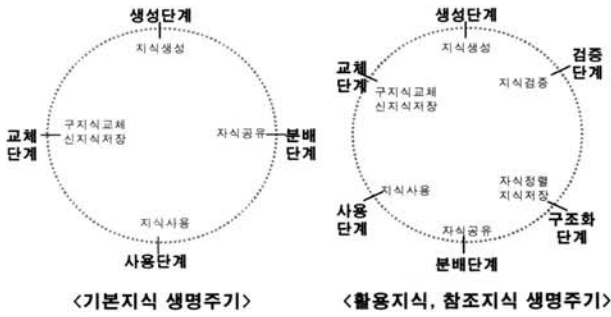 생성단계
지식생성
교체
단계
구지식교체
신지식저장
자식공유
분배
단계
지식사용
사용단계
<기본지식 생명주기>
생성단계
지식생성
검증
단계
지식검증
교체
단계
구지식교체
신지식저장
자식정렬
지식저장
구조화
단계
지식사용
사용
단계
자식공유
분배단계
<활용지식, 참조지식 생명주기>